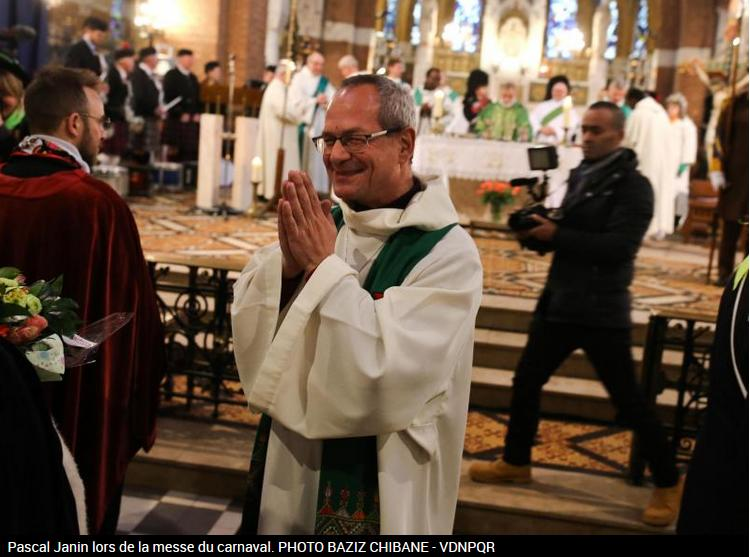 Pascal Janin lors de la messe du carnaval. PHOTO BAZIZ CHIBANE - VDNPQR